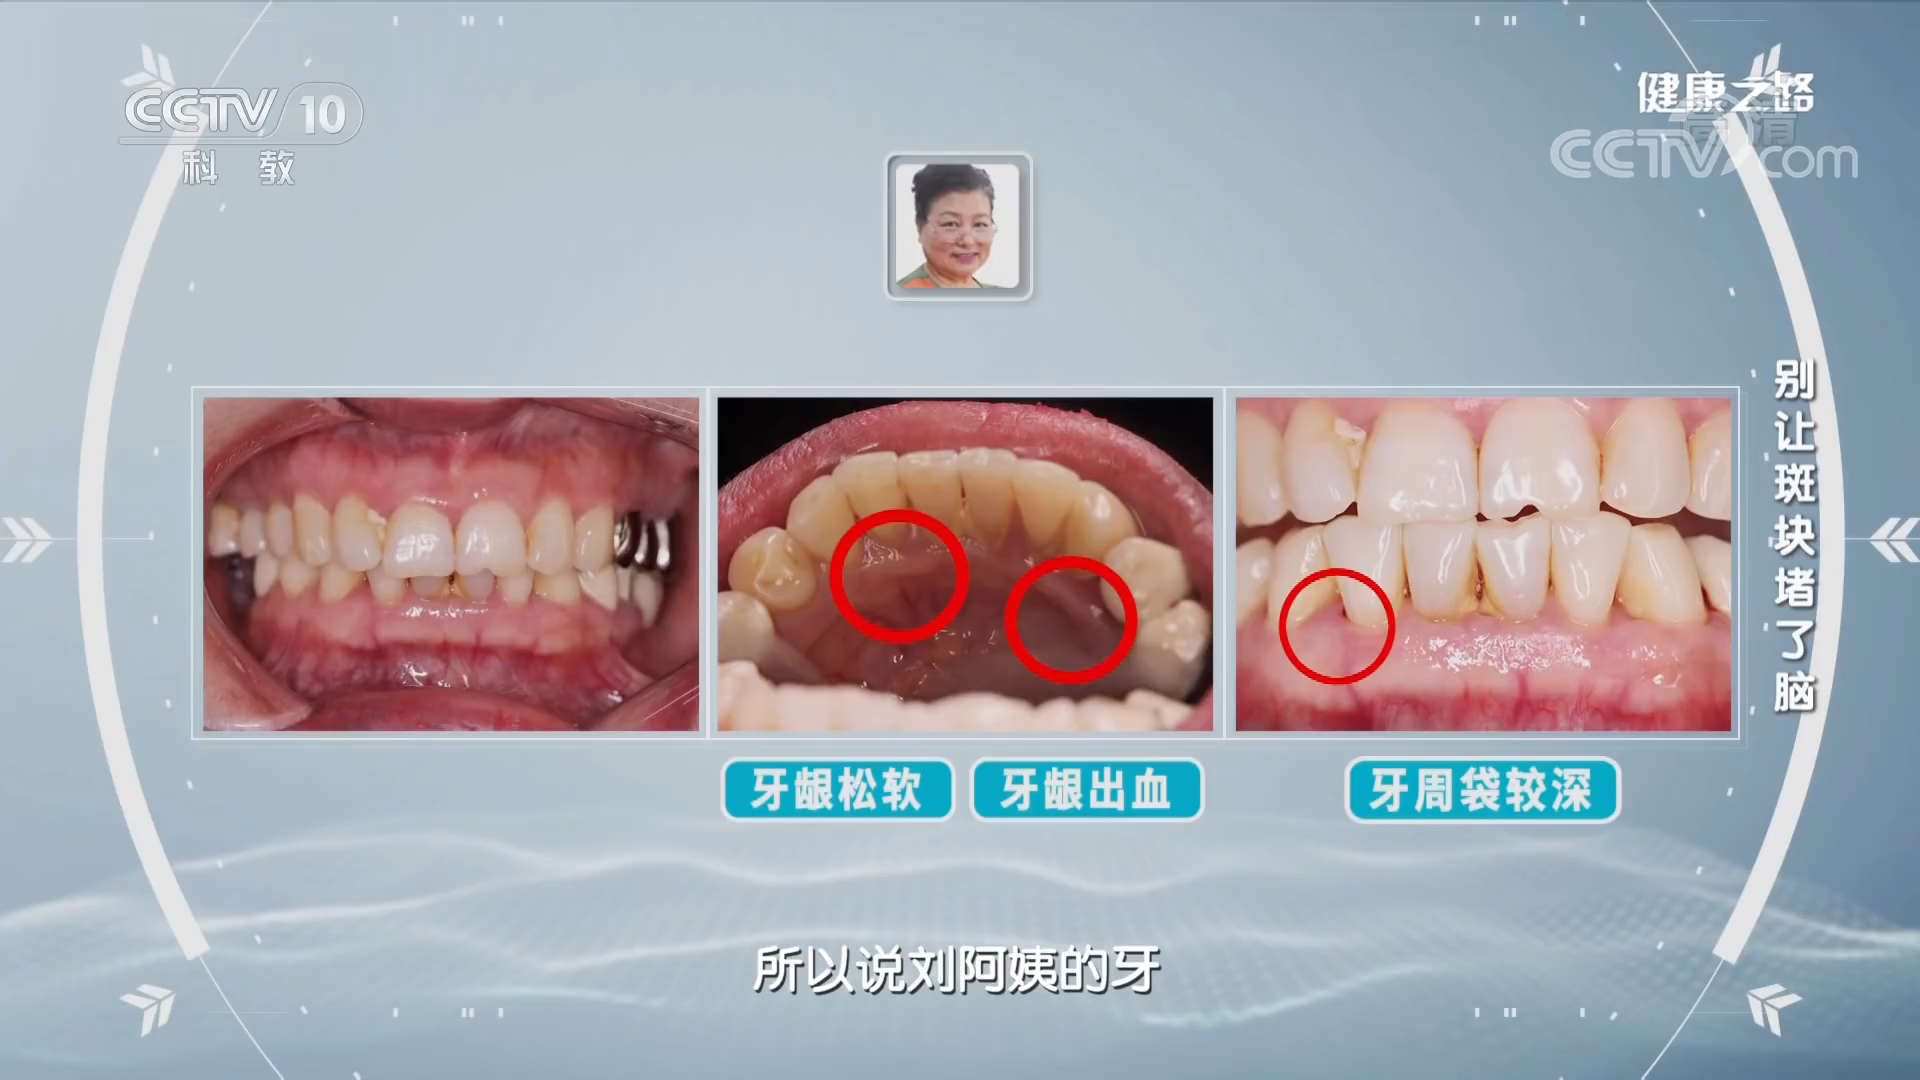 CCTV 10
科 教
健康之路
高清
CCTV.com
别让斑块堵了脑
牙龈松软
牙龈出血
牙周袋较深
所以说刘阿姨的牙